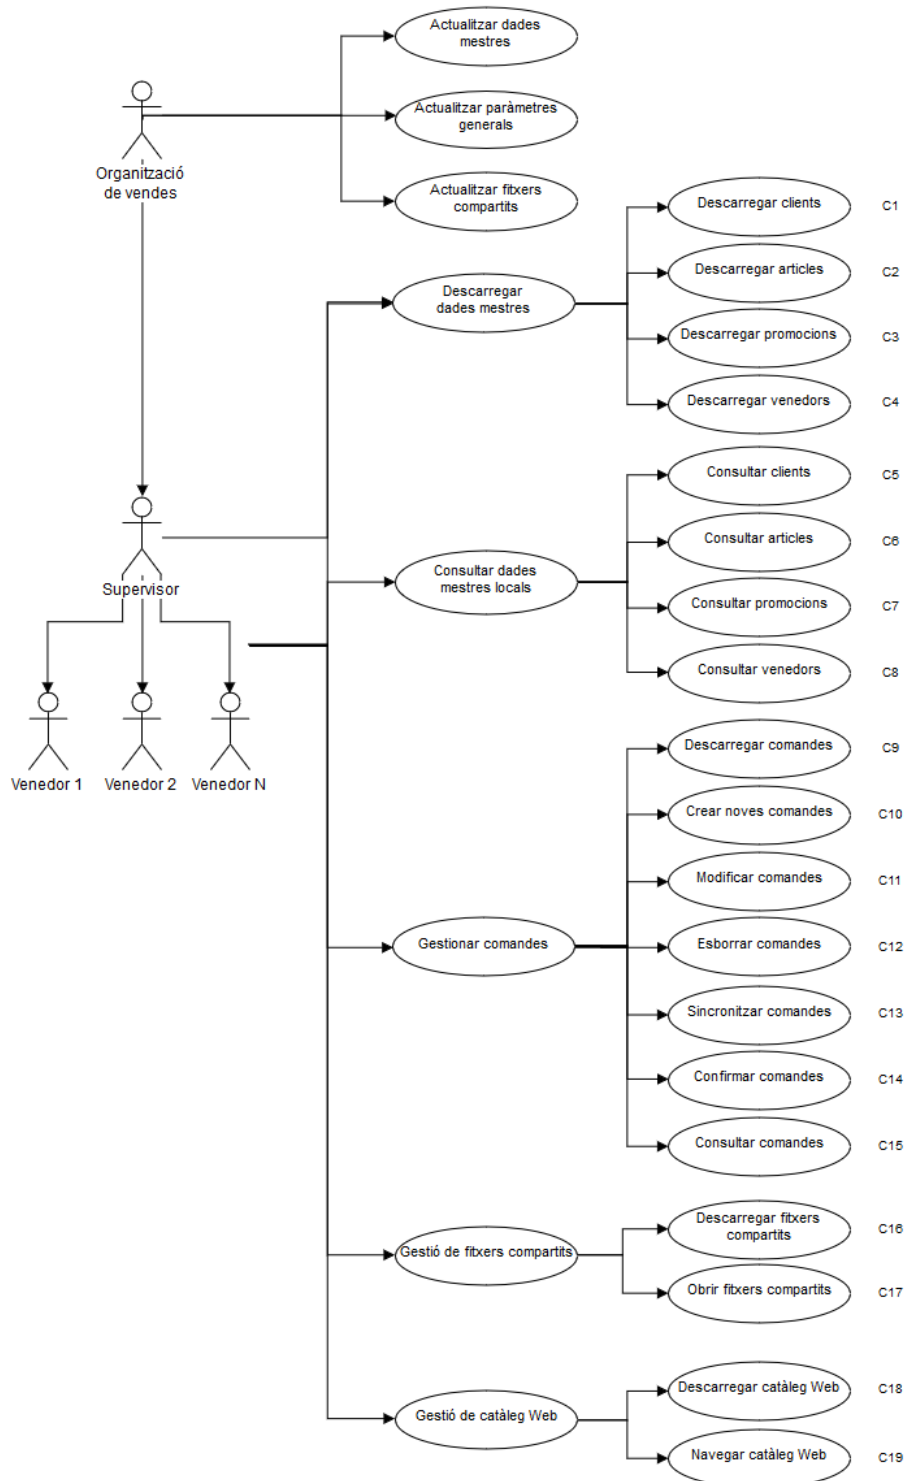 Actualitzar dades
mestres
Actualitzar paràmetres
generals
Organització
de vendes
Actualitzar fitxers
compartits
Descarregar clients
C1
Descarregar articles
C2
Descarregar
dades mestres
Descarregar promocions
C3
Descarregar venedors
C4
Consultar clients
C5
Consultar articles
C6
Consultar dades
mestres locals
Supervisor
Consultar promocions
C7
Consultar venedors
C8
Venedor 1
Venedor 2
Venedor N
Descarregar comandes
C9
Crear noves comandes
C10
Modificar comandes
C11
Gestionar comandes
Esborrar comandes
C12
Sincronitzar comandes
C13
Confirmar comandes
C14
Consultar comandes
C15
Descarregar fitxers
compartits
C16
Gestió de fitxers compartits
Obrir fitxers compartits
C17
Descarregar catàleg Web
C18
Gestió de catàleg Web
Navegar catàleg Web
C19